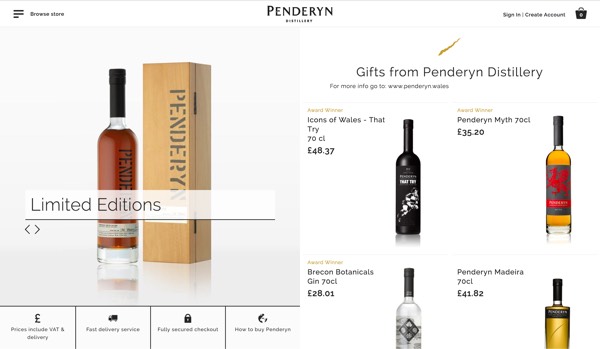 Browse store
PENDERYN
DISTILLERY
Sign In | Create Account
PENDERYN
PENDERYN
Limited Editions
Gifts from Penderyn Distillery
For more info go to: www.penderyn.wales
Award Winner
Icons of Wales - That
Try
70 cl
£48.37
PENDERYN
THAT TRY
Award Winner
Penderyn Myth 70cl
£35.20
PENDERYN
Award Winner
Brecon Botanicals
Gin 70cl
£28.01
Penderyn Madeira
70cl
£41.82
PENDERYN
£
Prices include VAT &
delivery
Fast delivery service
Fully secured checkout
How to buy Penderyn